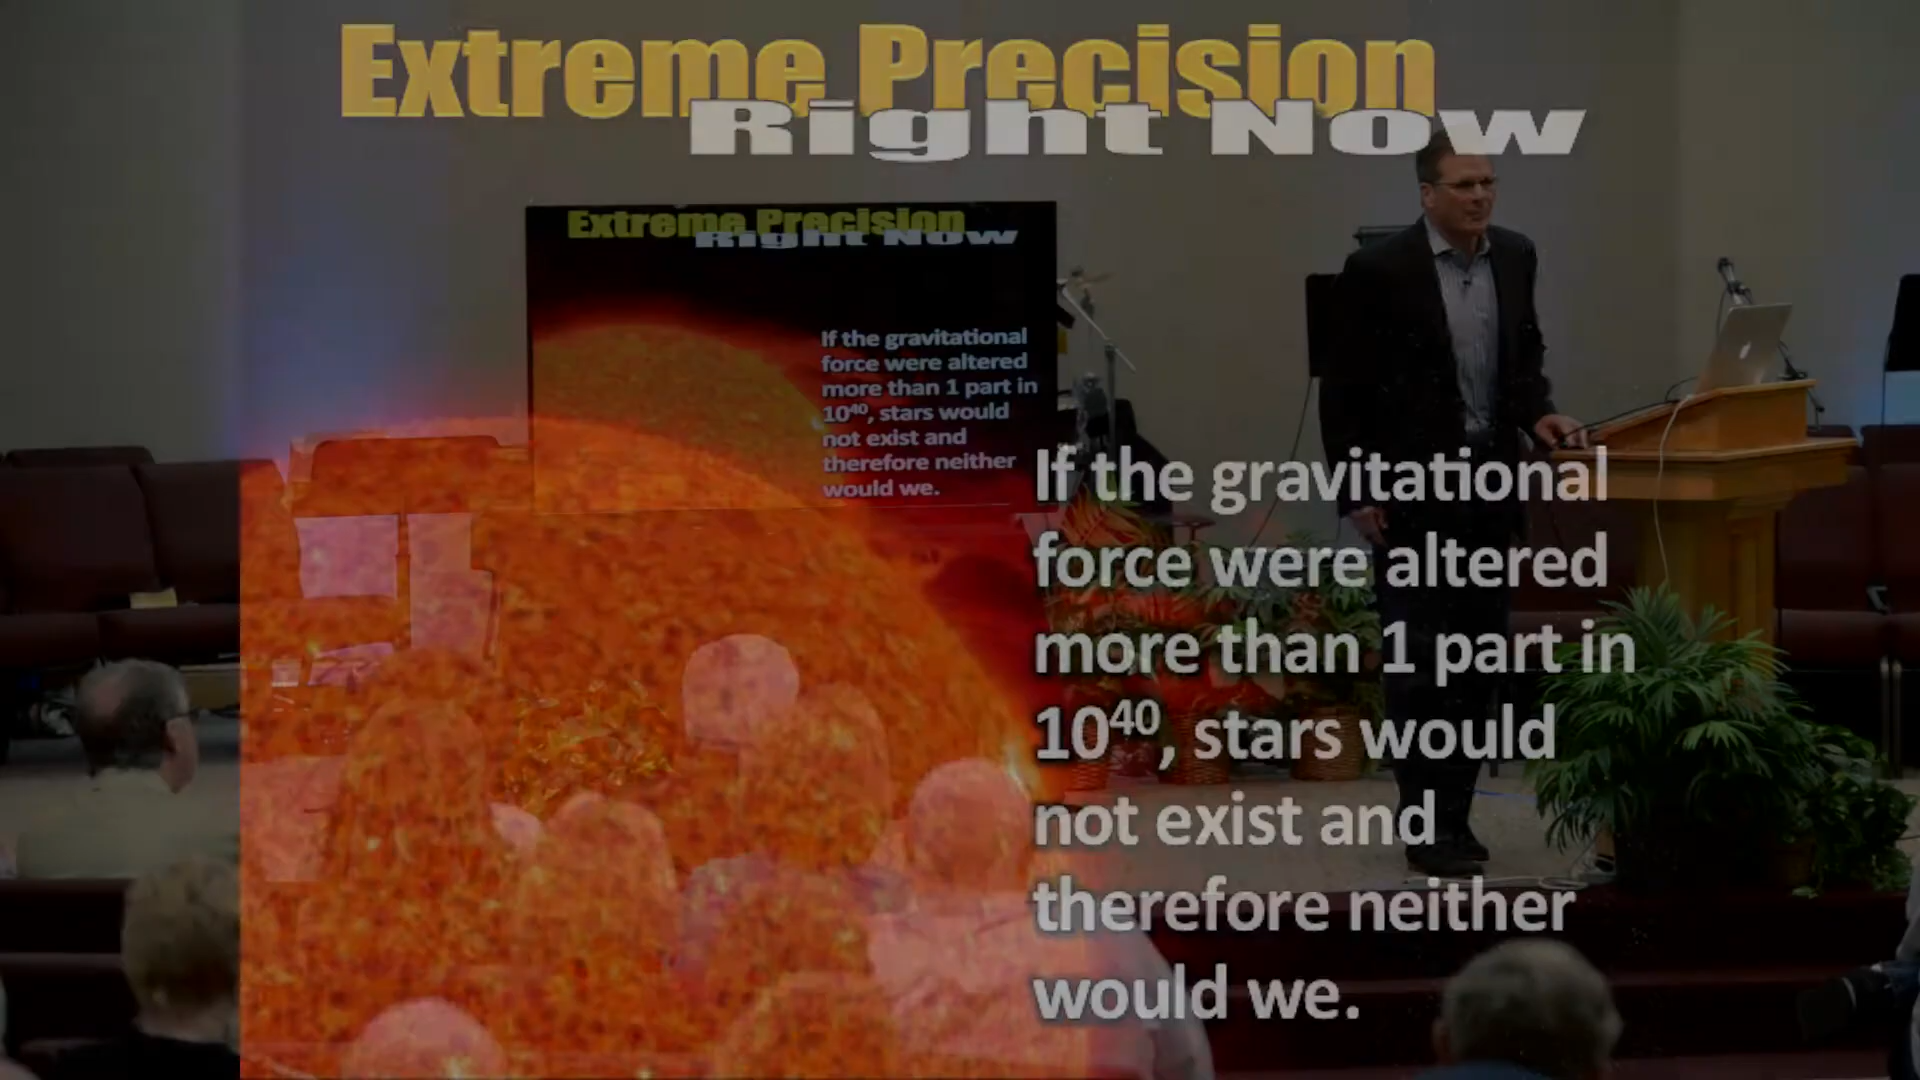 Extreme Precision
Right Now
Extreme Precision
Right Now
If the gravitational
force were altered
more than 1 part in
10⁴⁰, stars would
not exist and
therefore neither
would we.
If the gravitational
force were altered
more than 1 part in
10⁴⁰, stars would
not exist and
therefore neither
would we.